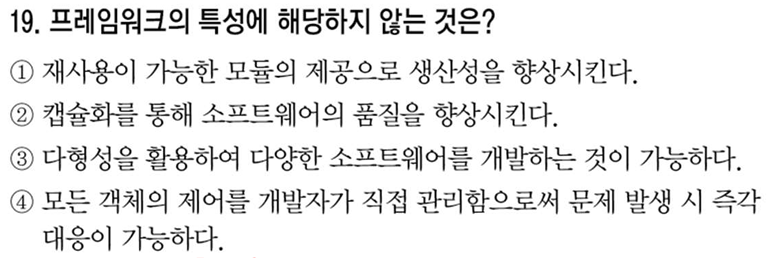 19. 프레임워크의 특성에 해당하지 않는 것은?
① 재사용이 가능한 모듈의 제공으로 생산성을 향상시킨다.
② 캡슐화를 통해 소프트웨어의 품질을 향상시킨다.
③ 다형성을 활용하여 다양한 소프트웨어를 개발하는 것이 가능하다.
④ 모든 객체의 제어를 개발자가 직접 관리함으로써 문제 발생 시 즉각
대응이 가능하다.